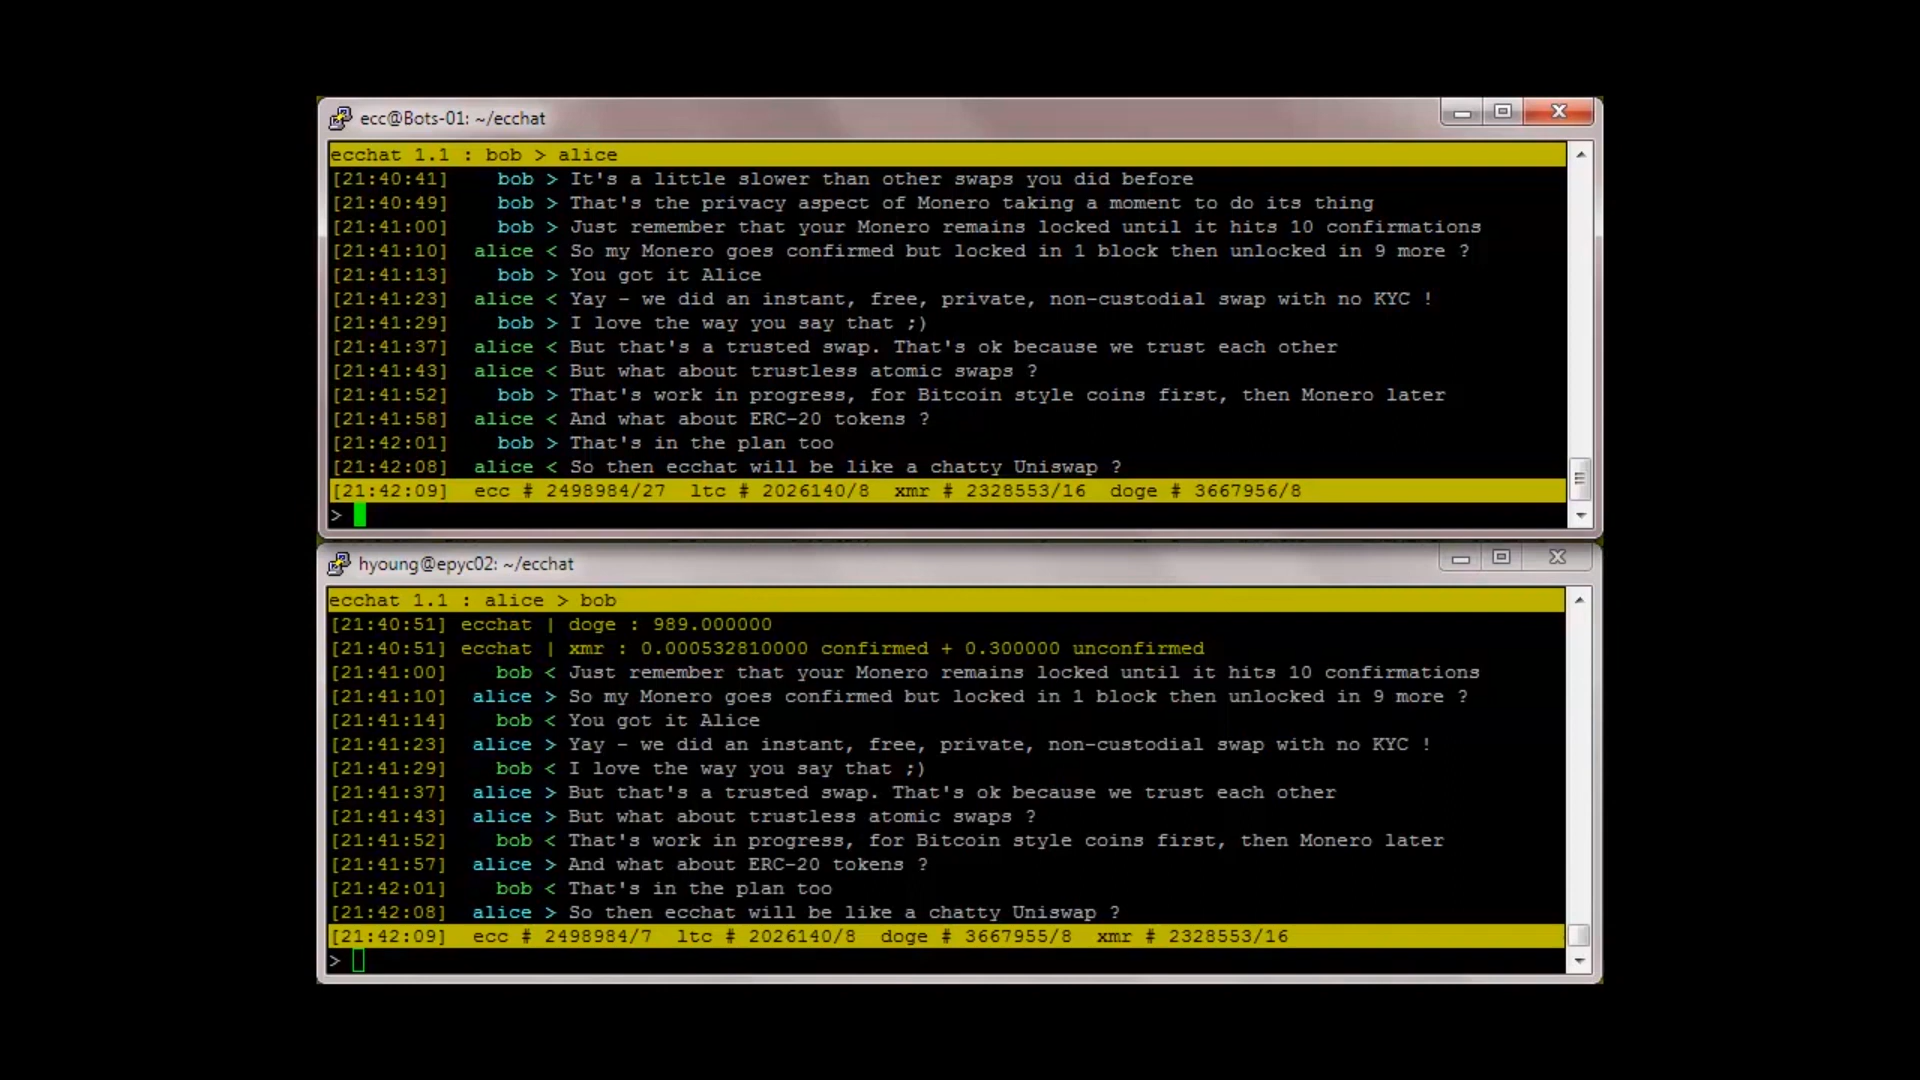 ecc@Bots-01: ~/ecchat
ecchat 1.1 : bob > alice
[21:40:41] bob > It's a little slower than other swaps you did before
[21:40:49] bob > That's the privacy aspect of Monero taking a moment to do its thing
[21:41:00] bob > Just remember that your Monero remains locked until it hits 10 confirmations
[21:41:10] alice < So my Monero goes confirmed but locked in 1 block then unlocked in 9 more ?
[21:41:13] bob > You got it Alice
[21:41:23] alice < Yay - we did an instant, free, private, non-custodial swap with no KYC !
[21:41:29] bob > I love the way you say that ;)
[21:41:37] alice < But that's a trusted swap. That's ok because we trust each other
[21:41:43] alice < But what about trustless atomic swaps ?
[21:41:52] bob > That's work in progress, for Bitcoin style coins first, then Monero later
[21:41:58] alice < And what about ERC-20 tokens ?
[21:42:01] bob > That's in the plan too
[21:42:08] alice < So then ecchat will be like a chatty Uniswap ?
[21:42:09] ecc # 2498984/27 ltc # 2026140/8 xmr # 2328553/16 doge # 3667956/8
>
hyoung@epyc02: ~/ecchat
ecchat 1.1 : alice > bob
[21:40:51] ecchat | doge : 989.000000
[21:40:51] ecchat | xmr : 0.000532810000 confirmed + 0.300000 unconfirmed
[21:41:00] bob < Just remember that your Monero remains locked until it hits 10 confirmations
[21:41:10] alice > So my Monero goes confirmed but locked in 1 block then unlocked in 9 more ?
[21:41:14] bob < You got it Alice
[21:41:23] alice > Yay - we did an instant, free, private, non-custodial swap with no KYC !
[21:41:29] bob < I love the way you say that ;)
[21:41:37] alice > But that's a trusted swap. That's ok because we trust each other
[21:41:43] alice > But what about trustless atomic swaps ?
[21:41:52] bob < That's work in progress, for Bitcoin style coins first, then Monero later
[21:41:57] alice > And what about ERC-20 tokens ?
[21:42:01] bob < That's in the plan too
[21:42:08] alice > So then ecchat will be like a chatty Uniswap ?
[21:42:09] ecc # 2498984/7 ltc # 2026140/8 doge # 3667955/8 xmr # 2328553/16
>